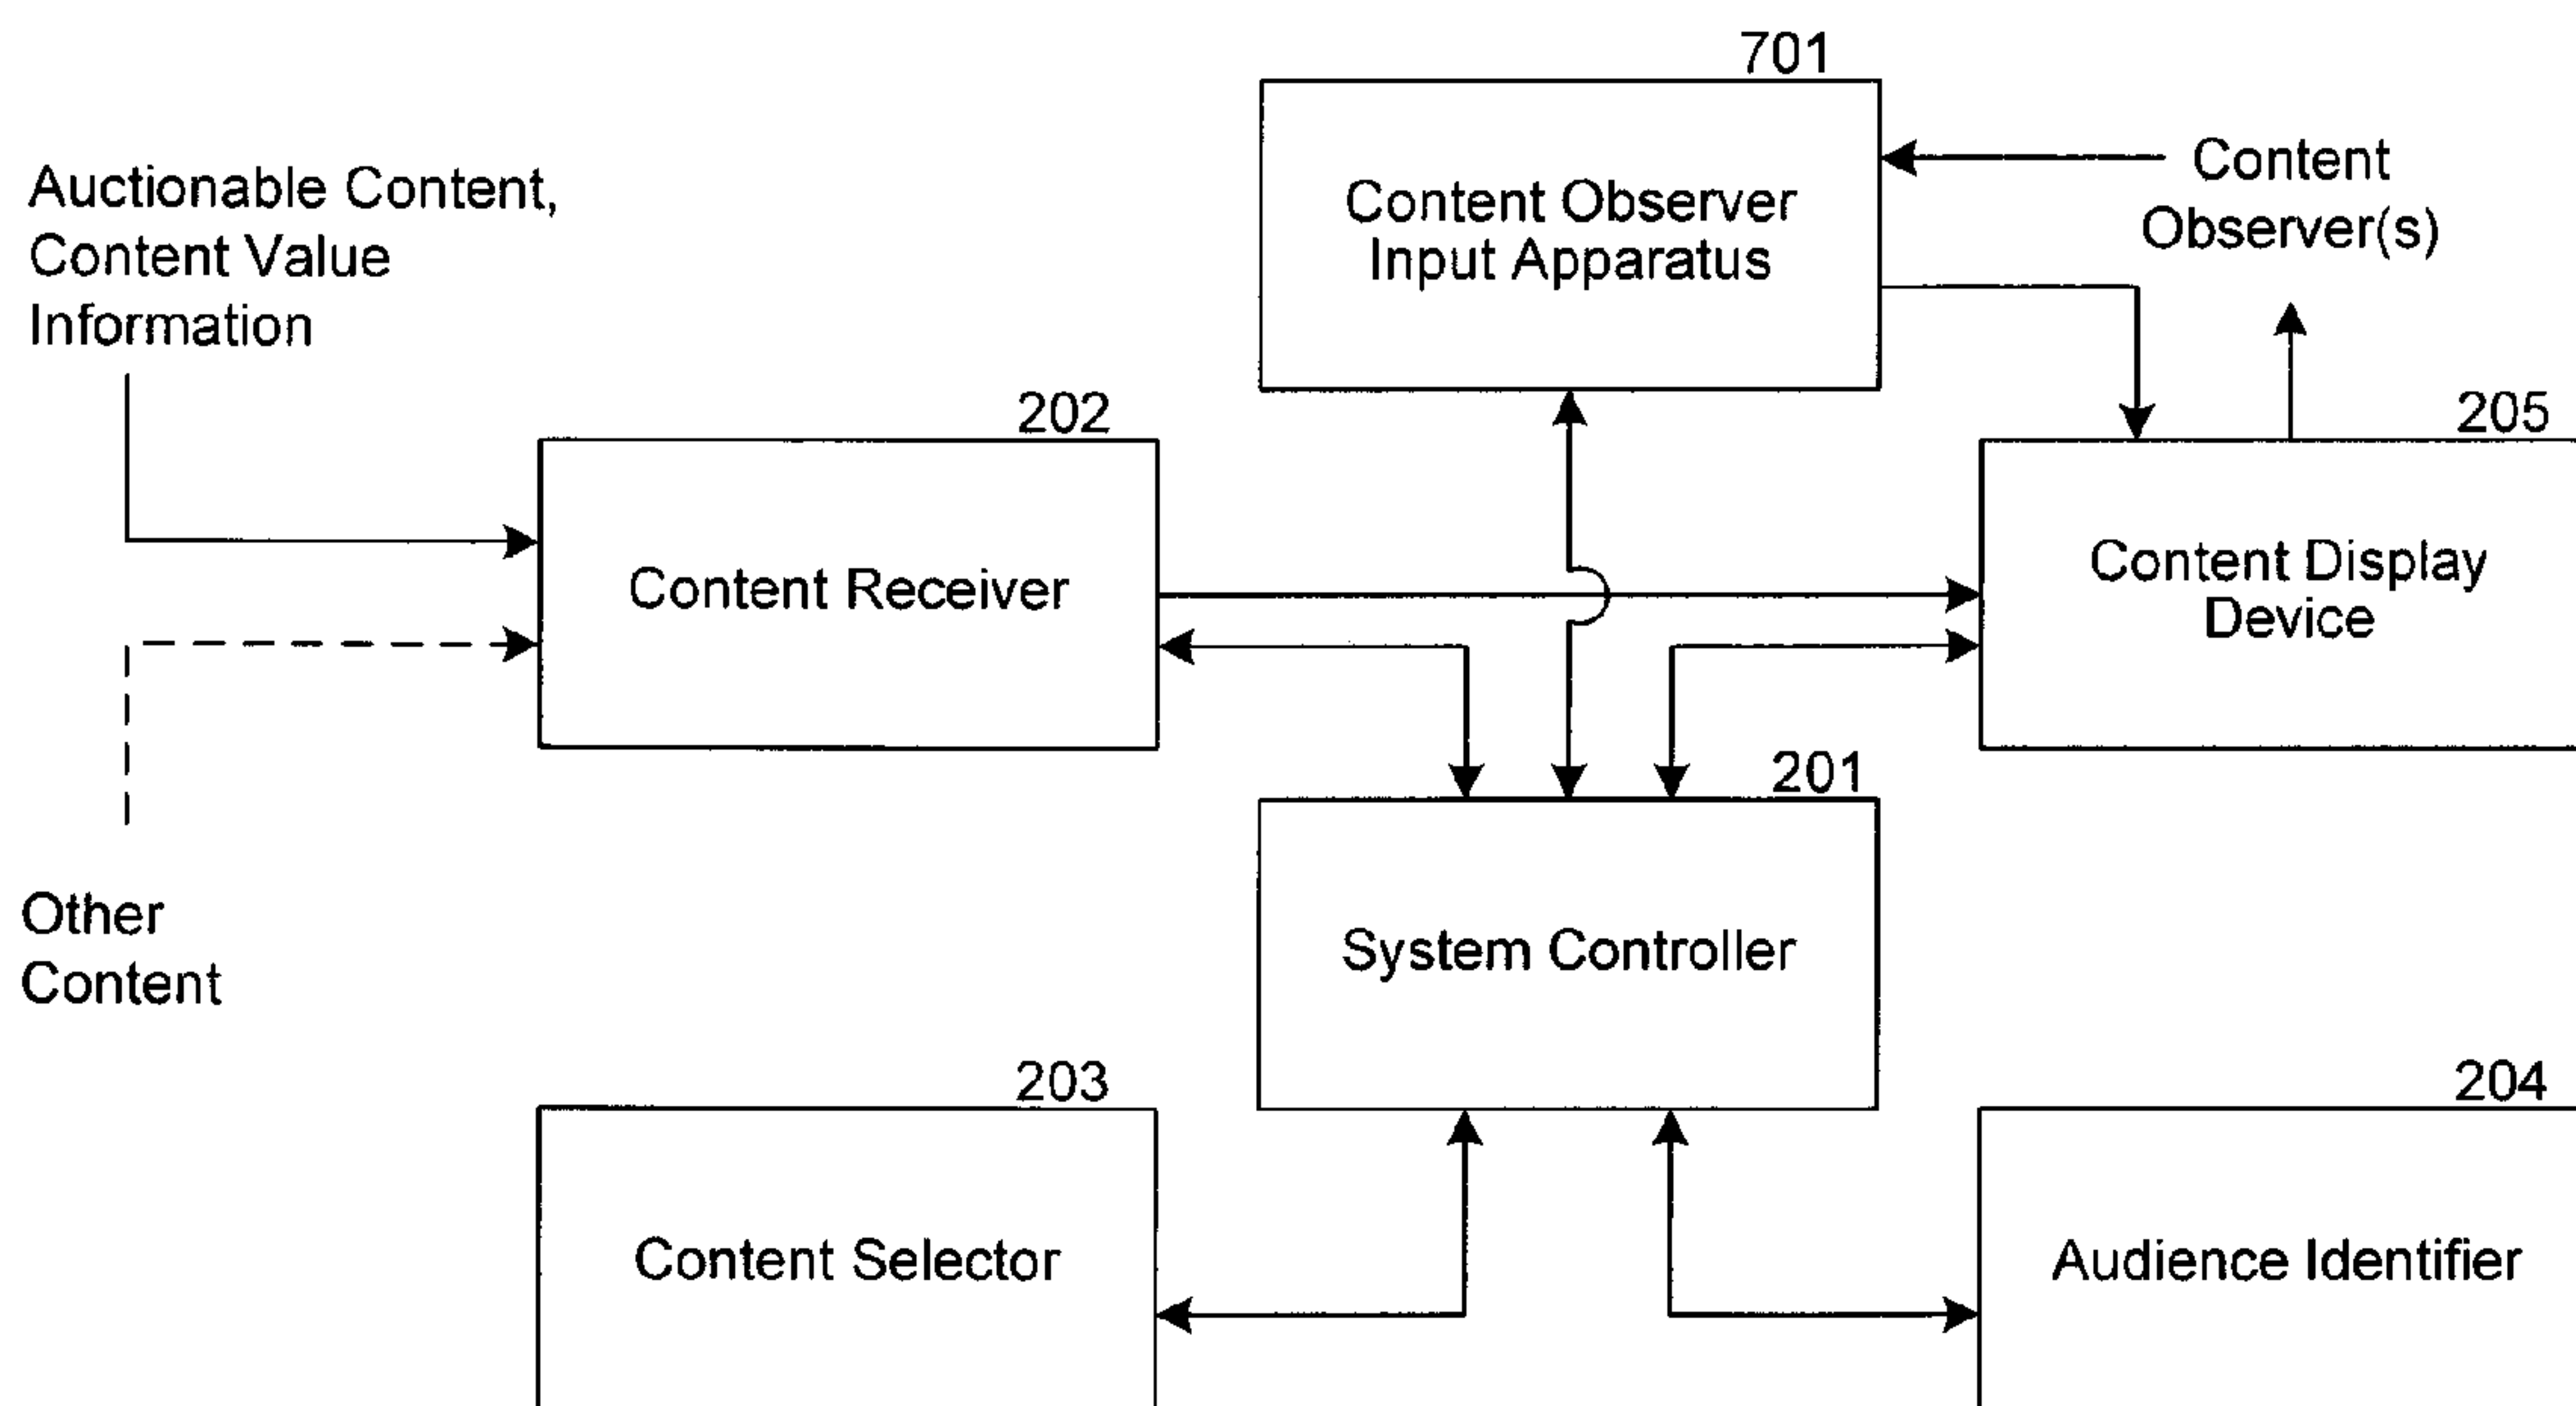 701
Content Observer
Input Apparatus
Content
Observer(s)
Auctionable Content,
Content Value
Information
202
Content Receiver
205
Content Display
Device
201
System Controller
Other
Content
203
Content Selector
204
Audience Identifier